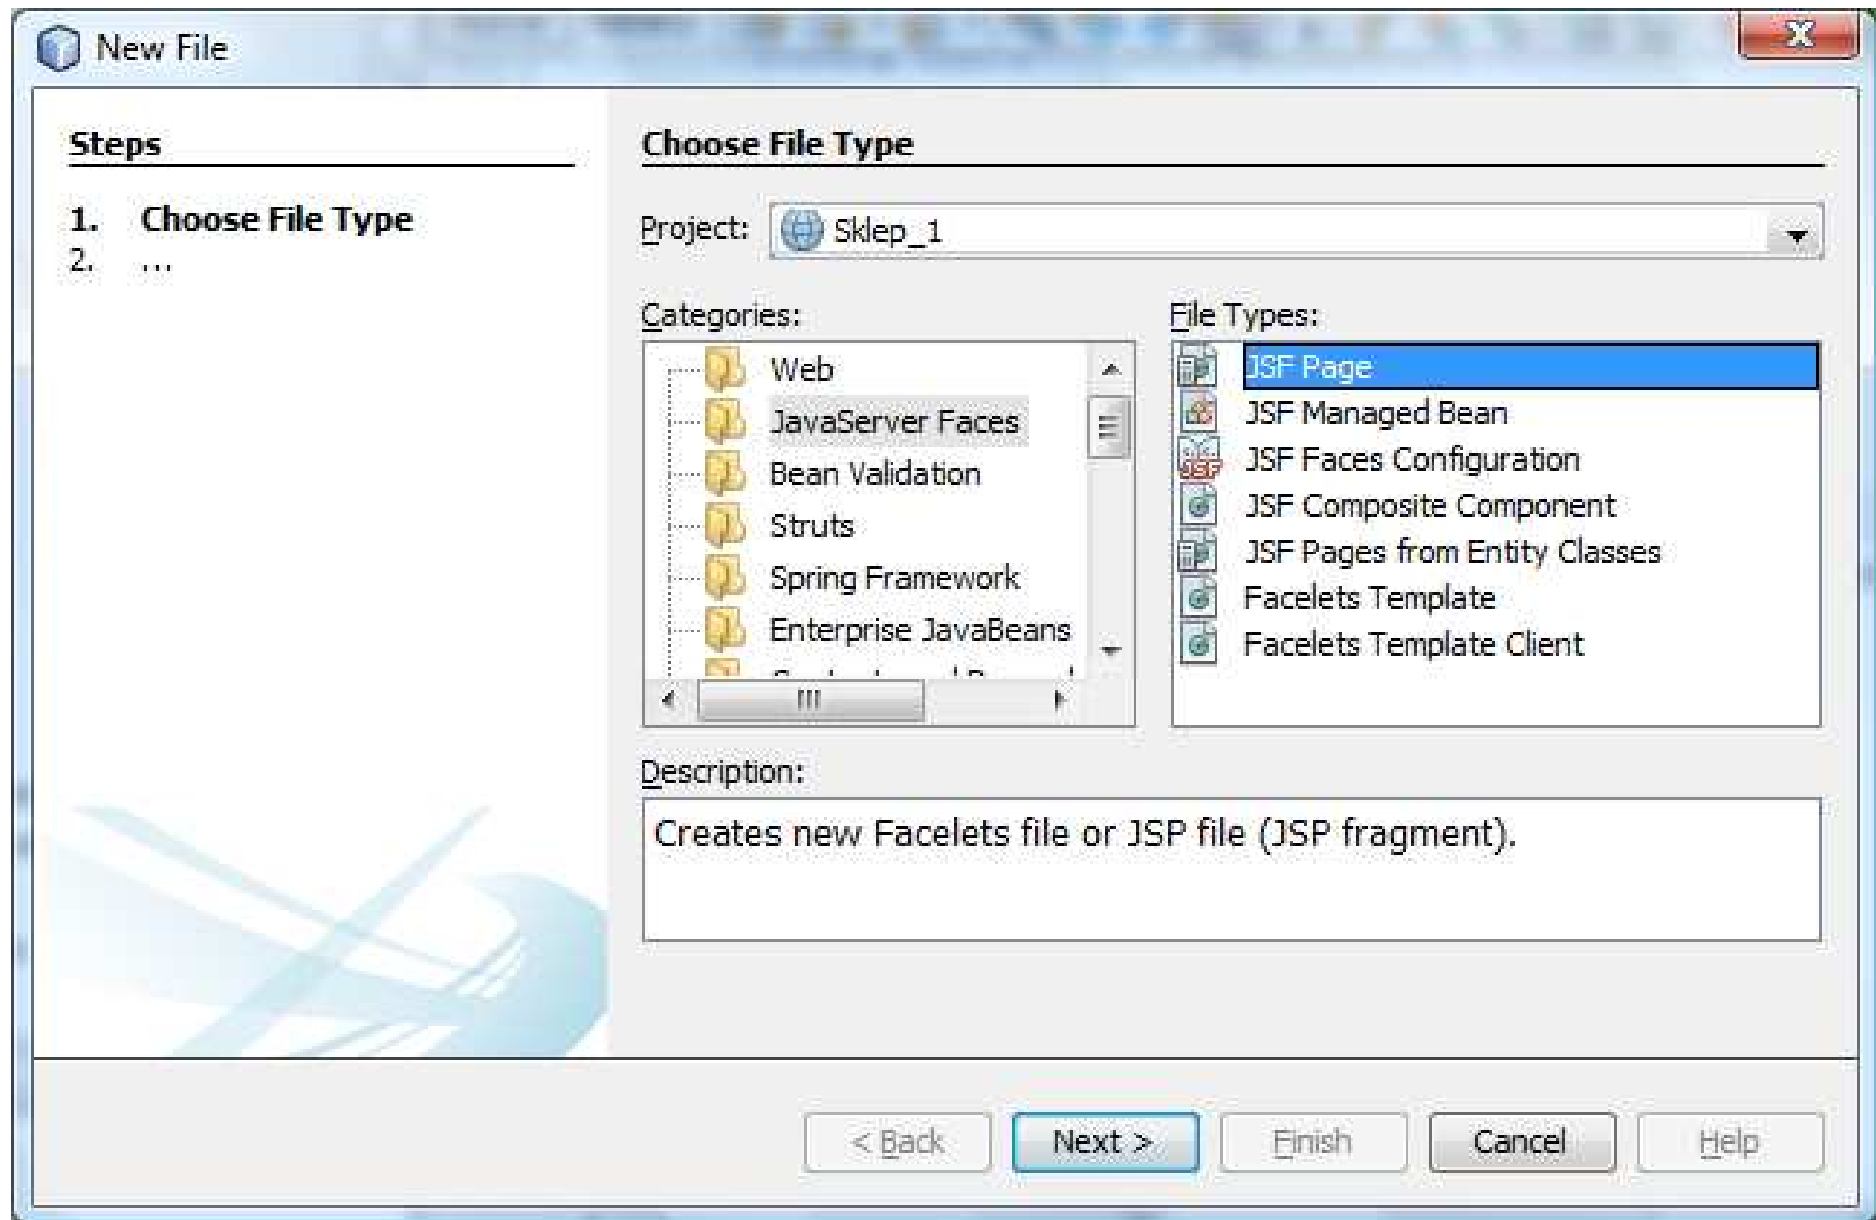 New File
Steps
1. Choose File Type
2. ...
Choose File Type
Project: Sklep_1
Categories:
Web
JavaServer Faces
Bean Validation
Struts
Spring Framework
Enterprise JavaBeans
File Types:
JSF Page
JSF Managed Bean
JSF Faces Configuration
JSF Composite Component
JSF Pages from Entity Classes
Facelets Template
Facelets Template Client
Description:
Creates new Facelets file or JSP file (JSP fragment).
< Back Next > Finish Cancel Help